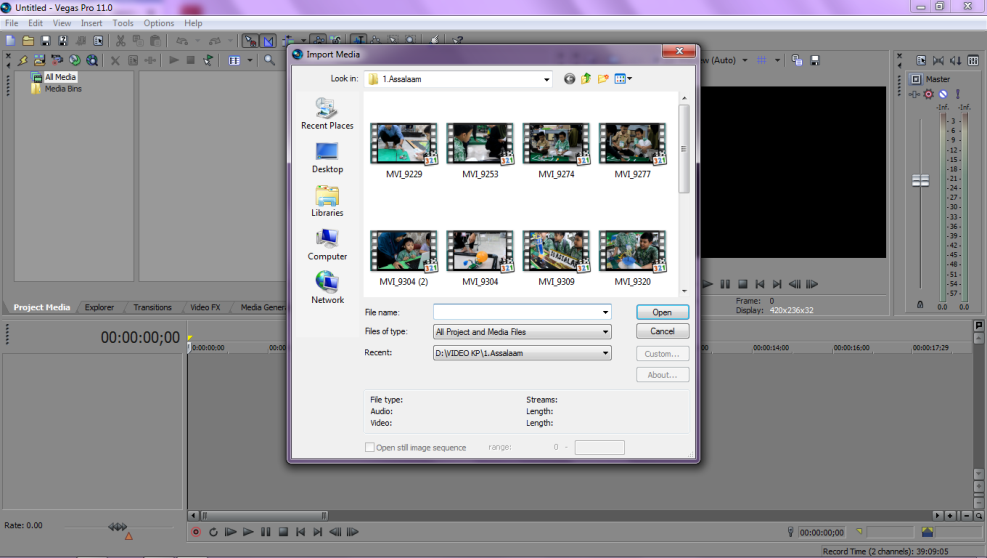 Untitled - Vegas Pro 11.0
File Edit View Insert Tools Options Help
Import Media
Look in: 1.Assalaam
All Media
Media Bins
Recent Places
Desktop
Libraries
Computer
Network
MVI_9229 MVI_9253 MVI_9274 MVI_9277
MVI_9304 (2) MVI_9304 MVI_9309 MVI_9320
File name: Open
Files of type: All Project and Media Files Cancel
Recent: D:\VIDEO KP\1.Assalaam Custom...
About...
File type: Streams:
Audio: Length:
Video: Length:
Open still image sequence range: 0 -
(Auto)
Master
-Inf. -Inf.
- 3 -
- 6 -
- 9 -
-12-
-15-
-18-
-21-
-24-
-27-
-30-
-33-
-36-
-39-
-42-
-45-
-48-
-51-
-54-
-57-
0.0 0.0
Frame: 0
Display: 420x236x32
Project Media Explorer Transitions Video FX Media Gener
00:00:00;00
0:00:00;00 00:00:14;00 00:00:16;00 00:00:17;29
Rate: 0.00
00:00:00;00
Record Time (2 channels): 39:09:05